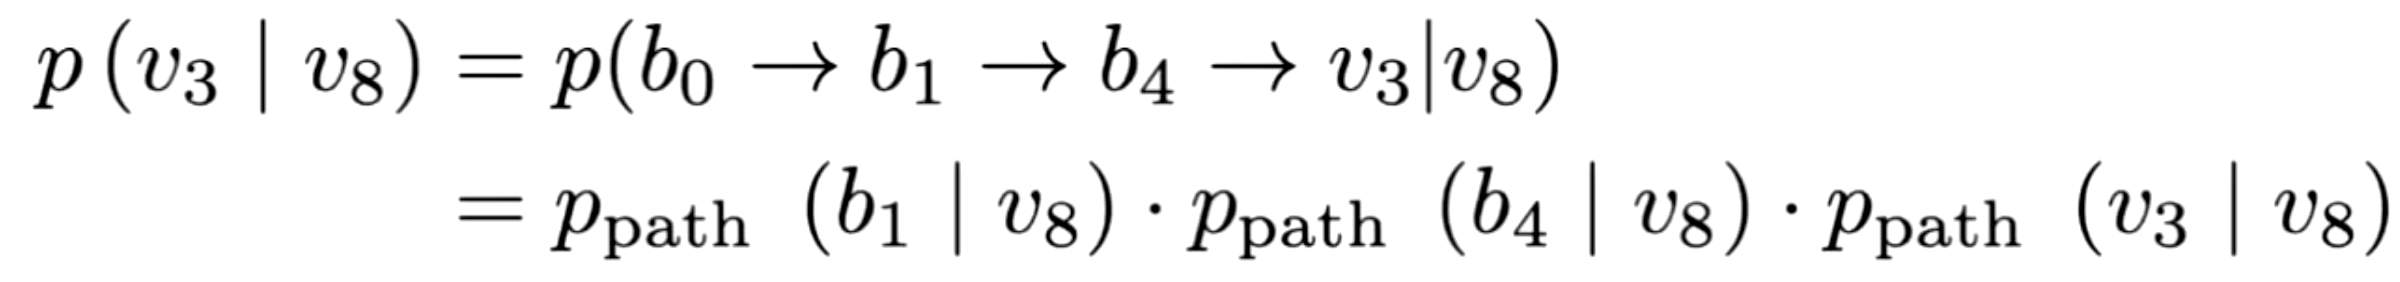 p (v₃ | v₈) = p(b₀ → b₁ → b₄ → v₃|v₈)
= p_path (b₁ | v₈) · p_path (b₄ | v₈) · p_path (v₃ | v₈)